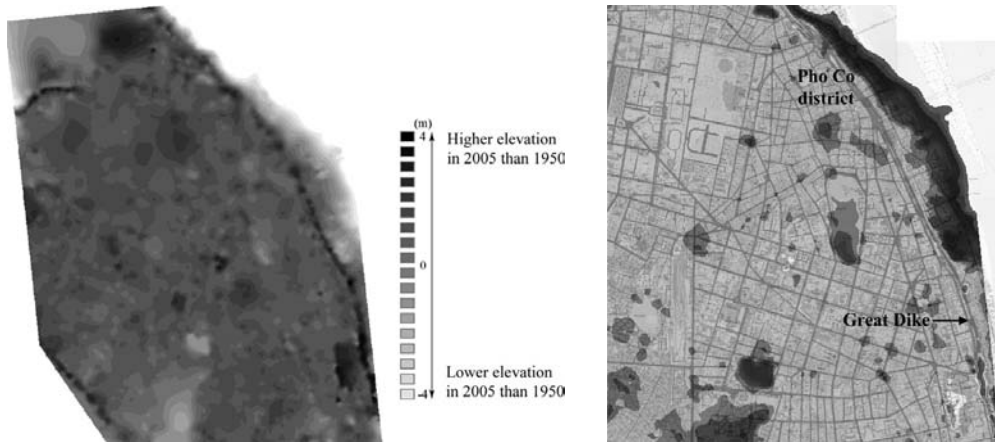 (m)
4
Higher elevation
in 2005 than 1950
0
Lower elevation
in 2005 than 1950
-4
Pho Co
district
Great Dike